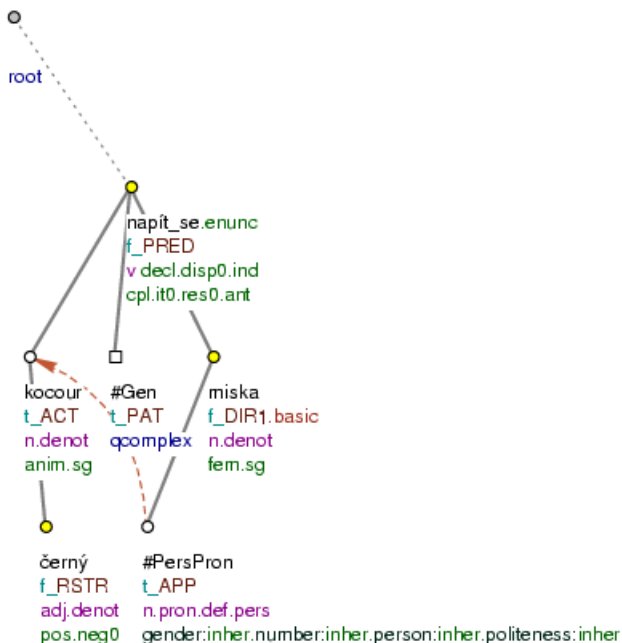 root
napít_se.enunc
f_PRED
v decl.disp0.ind
cpl.it0.res0.ant
kocour #Gen miska
t_ACT t_PAT f_DIR1.basic
n.denot qcomplex n.denot
anim.sg fem.sg
černý #PersPron
f_RSTR t_APP
adj.denot n.pron.def.pers
pos.neg0 gender:inher.number:inher.person:inher.politeness:inher